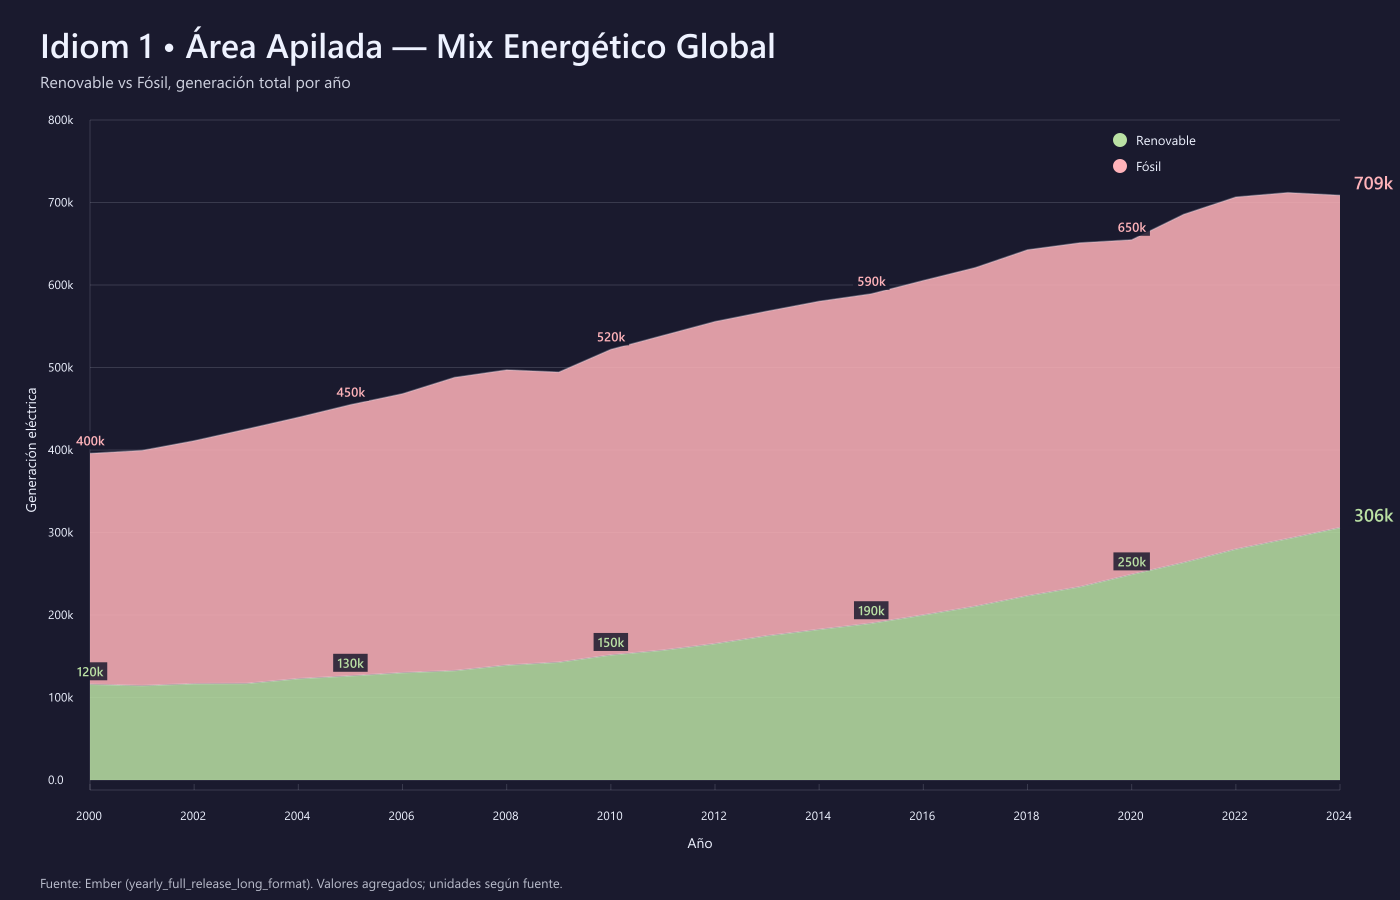 Idiom 1 • Área Apilada — Mix Energético Global
Renovable vs Fósil, generación total por año
800k
700k
600k
500k
400k
300k
200k
100k
0.0
Generación eléctrica
Renovable
Fósil
400k
450k
520k
590k
650k
709k
120k
130k
150k
190k
250k
306k
2000
2002
2004
2006
2008
2010
2012
2014
2016
2018
2020
2022
2024
Año
Fuente: Ember (yearly_full_release_long_format). Valores agregados; unidades según fuente.